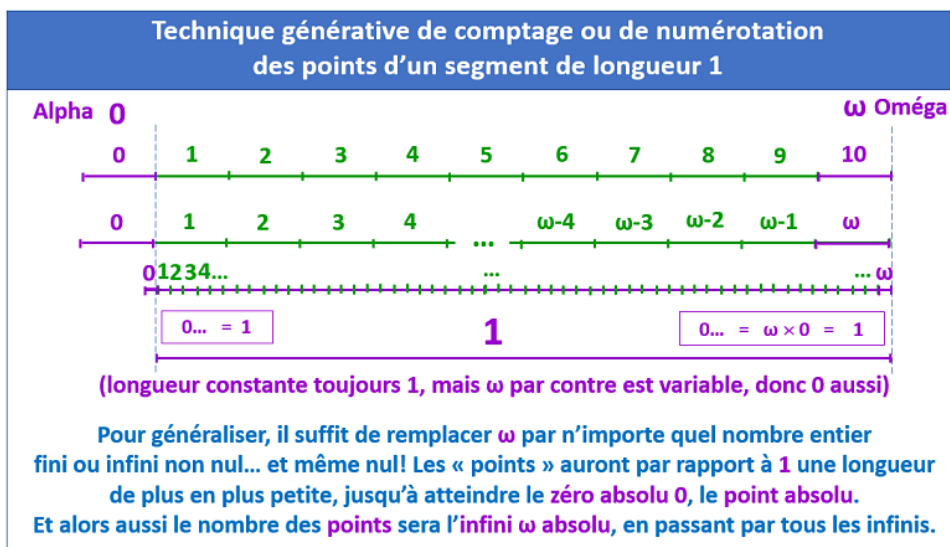 Technique générative de comptage ou de numérotation
des points d’un segment de longueur 1
Alpha 0 ω Oméga
0 1 2 3 4 5 6 7 8 9 10
0 1 2 3 4 ... ω-4 ω-3 ω-2 ω-1 ω
0 1 2 3 4 ... ... ... ω
0... = 1 1 0... = ω × 0 = 1
(longueur constante toujours 1, mais ω par contre est variable, donc 0 aussi)
Pour généraliser, il suffit de remplacer ω par n’importe quel nombre entier
fini ou infini non nul... et même nul! Les « points » auront par rapport à 1 une longueur
de plus en plus petite, jusqu’à atteindre le zéro absolu 0, le point absolu.
Et alors aussi le nombre des points sera l’infini ω absolu, en passant par tous les infinis.